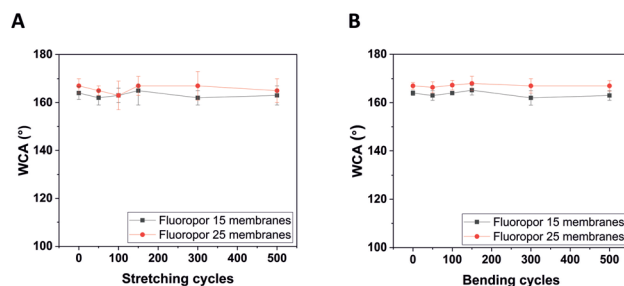 A
180
160
140
120
100
WCA (°)
Fluoropor 15 membranes
Fluoropor 25 membranes
0 100 200 300 400 500
Stretching cycles
B
180
160
140
120
100
WCA (°)
Fluoropor 15 membranes
Fluoropor 25 membranes
0 100 200 300 400 500
Bending cycles